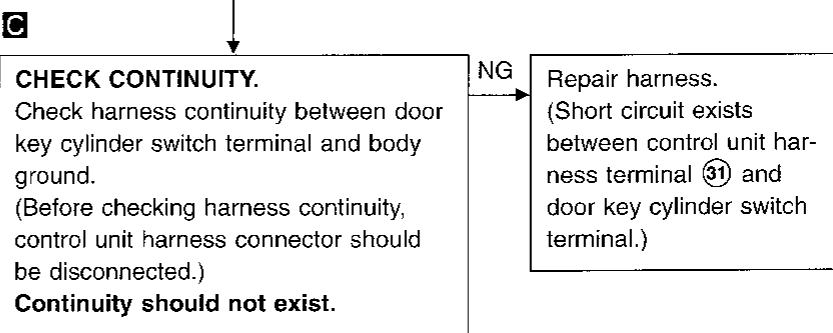 C
CHECK CONTINUITY.
Check harness continuity between door
key cylinder switch terminal and body
ground.
(Before checking harness continuity,
control unit harness connector should
be disconnected.)
Continuity should not exist.
NG
Repair harness.
(Short circuit exists
between control unit har-
ness terminal 31 and
door key cylinder switch
terminal.)